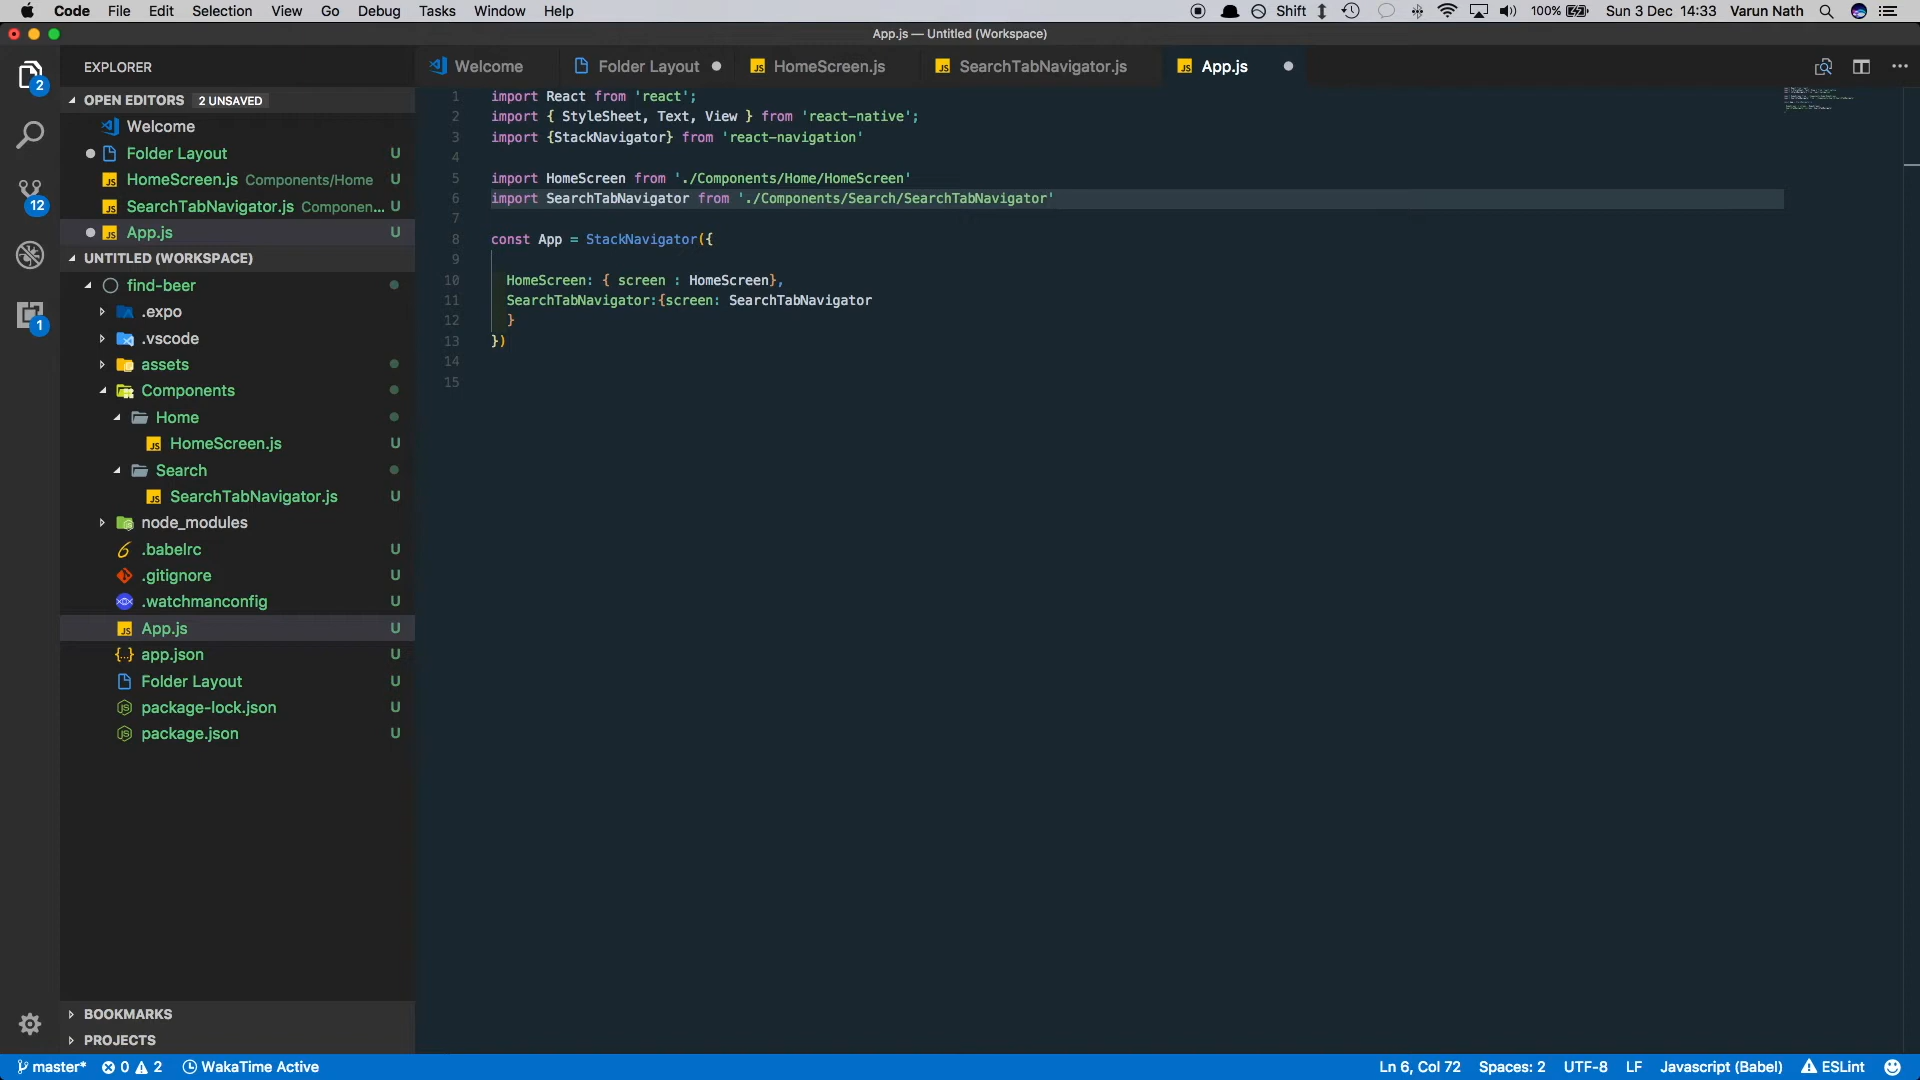 Code File Edit Selection View Go Debug Tasks Window Help Shift 100% Sun 3 Dec 14:33 Varun Nath
App.js — Untitled (Workspace)
EXPLORER
Welcome Folder Layout HomeScreen.js SearchTabNavigator.js App.js
OPEN EDITORS 2 UNSAVED
Welcome
Folder Layout U
HomeScreen.js Components/Home U
SearchTabNavigator.js Componen... U
App.js U
UNTITLED (WORKSPACE)
find-beer
.expo
.vscode
assets
Components
Home
HomeScreen.js U
Search
SearchTabNavigator.js U
node_modules
.babelrc U
.gitignore U
.watchmanconfig U
App.js U
app.json U
Folder Layout U
package-lock.json U
package.json U
BOOKMARKS
PROJECTS
2
12
1
1 import React from 'react';
2 import { StyleSheet, Text, View } from 'react-native';
3 import {StackNavigator} from 'react-navigation'
4
5 import HomeScreen from './Components/Home/HomeScreen'
6 import SearchTabNavigator from './Components/Search/SearchTabNavigator'
7
8 const App = StackNavigator({
9
10 HomeScreen: { screen : HomeScreen},
11 SearchTabNavigator:{screen: SearchTabNavigator
12 }
13 })
14
15
master* 0 2 WakaTime Active Ln 6, Col 72 Spaces: 2 UTF-8 LF Javascript (Babel) ESLint